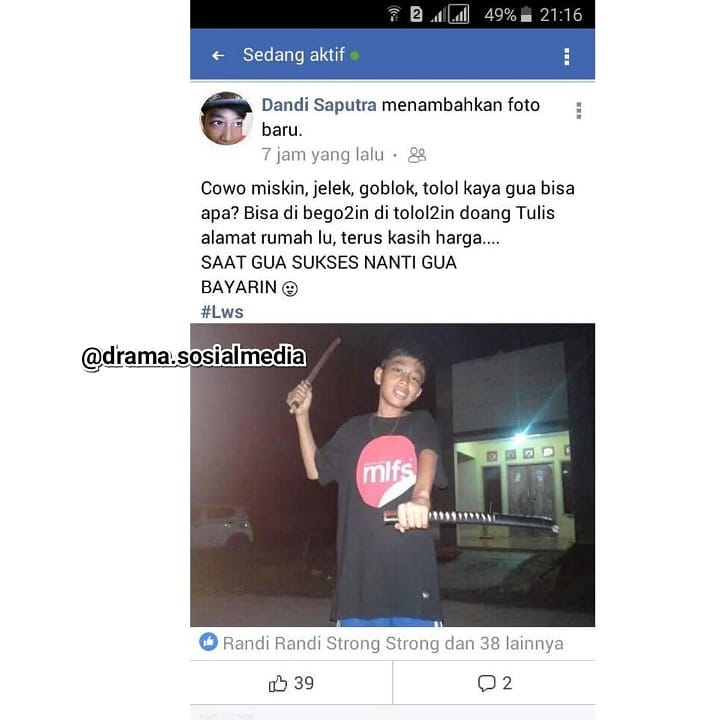 2 49% 21:16
Sedang aktif
Dandi Saputra menambahkan foto
baru.
7 jam yang lalu
Cowo miskin, jelek, goblok, tolol kaya gua bisa
apa? Bisa di bego2in di tolol2in doang Tulis
alamat rumah lu, terus kasih harga....
SAAT GUA SUKSES NANTI GUA
BAYARIN
#Lws
@drama.sosialmedia
mlfs
Randi Randi Strong Strong dan 38 lainnya
39
2